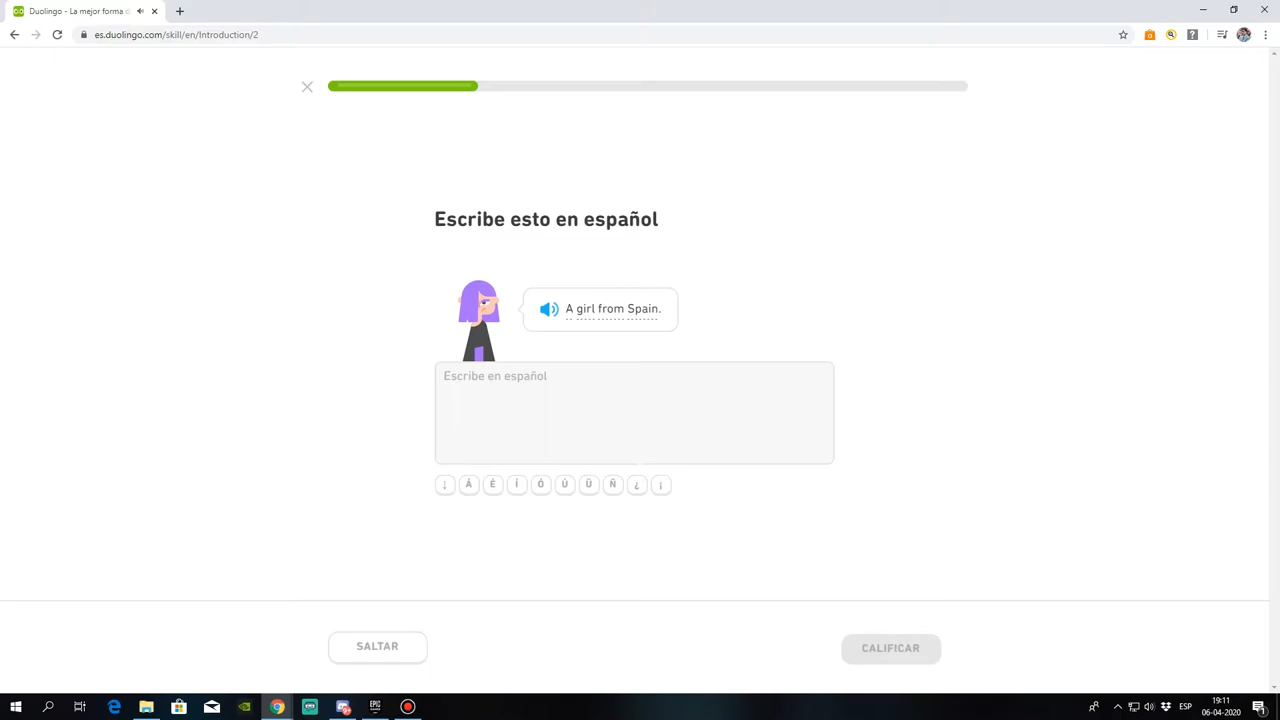 Duolingo - La mejor forma d
es.duolingo.com/skill/en/Introduction/2
Escribe esto en español
A girl from Spain.
Escribe en español
↓ Á É Í Ó Ú Ü Ñ ¿ ¡
SALTAR
CALIFICAR
ESP
19:11
06-04-2020